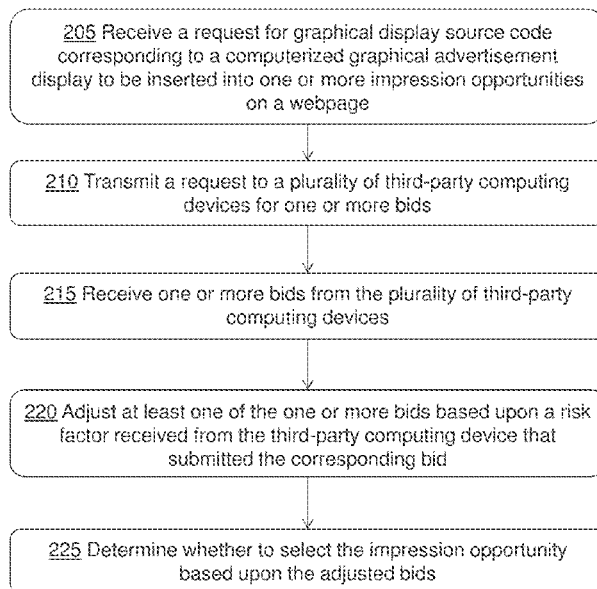 205 Receive a request for graphical display source code
corresponding to a computerized graphical advertisement
display to be inserted into one or more impression opportunities
on a webpage
210 Transmit a request to a plurality of third-party computing
devices for one or more bids
215 Receive one or more bids from the plurality of third-party
computing devices
220 Adjust at least one of the one or more bids based upon a risk
factor received from the third-party computing device that
submitted the corresponding bid
225 Determine whether to select the impression opportunity
based upon the adjusted bids